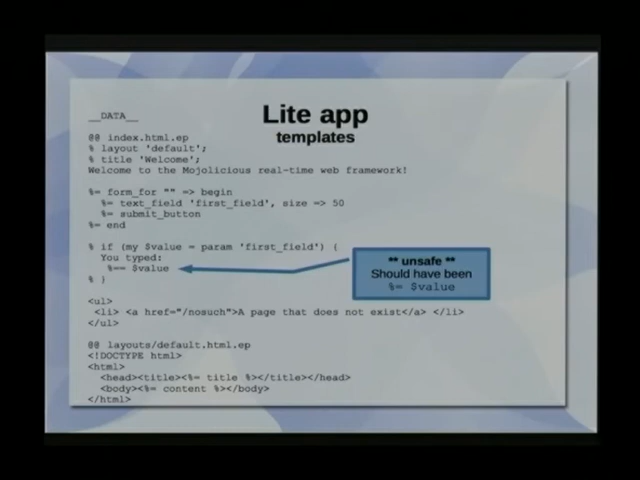 Lite app
templates
__DATA__
@@ index.html.ep
% layout 'default';
% title 'Welcome';
Welcome to the Mojolicious real-time web framework!
%= form_for "" => begin
%= text_field 'first_field', size => 50
%= submit_button
%= end
% if (my $value = param 'first_field') {
You typed:
%== $value
% }
** unsafe **
Should have been
%= $value
<ul>
<li> <a href="/nosuch">A page that does not exist</a> </li>
</ul>
@@ layouts/default.html.ep
<!DOCTYPE html>
<html>
<head><title><%= title %></title></head>
<body><%= content %></body>
</html>